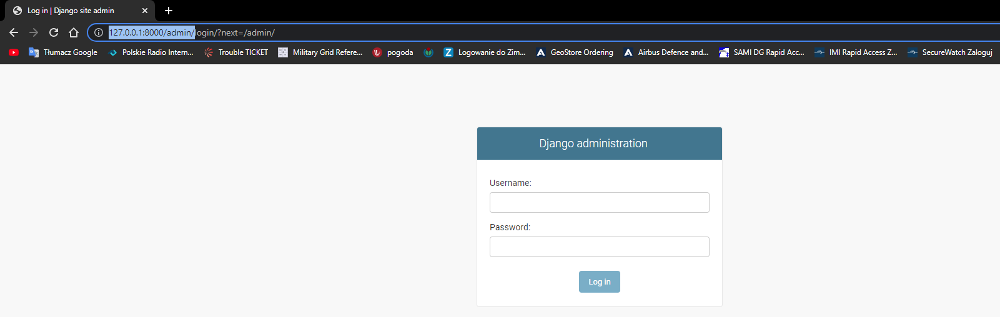 Log in | Django site admin
127.0.0.1:8000/admin/login/?next=/admin/
Tłumacz Google
Polskie Radio Intern...
Trouble TICKET
Military Grid Refere...
pogoda
Z Logowanie do Zim...
GeoStore Ordering
Airbus Defence and...
SAMI DG Rapid Acc...
IMI Rapid Access Z...
SecureWatch Zaloguj
Django administration
Username:
Password:
Log in